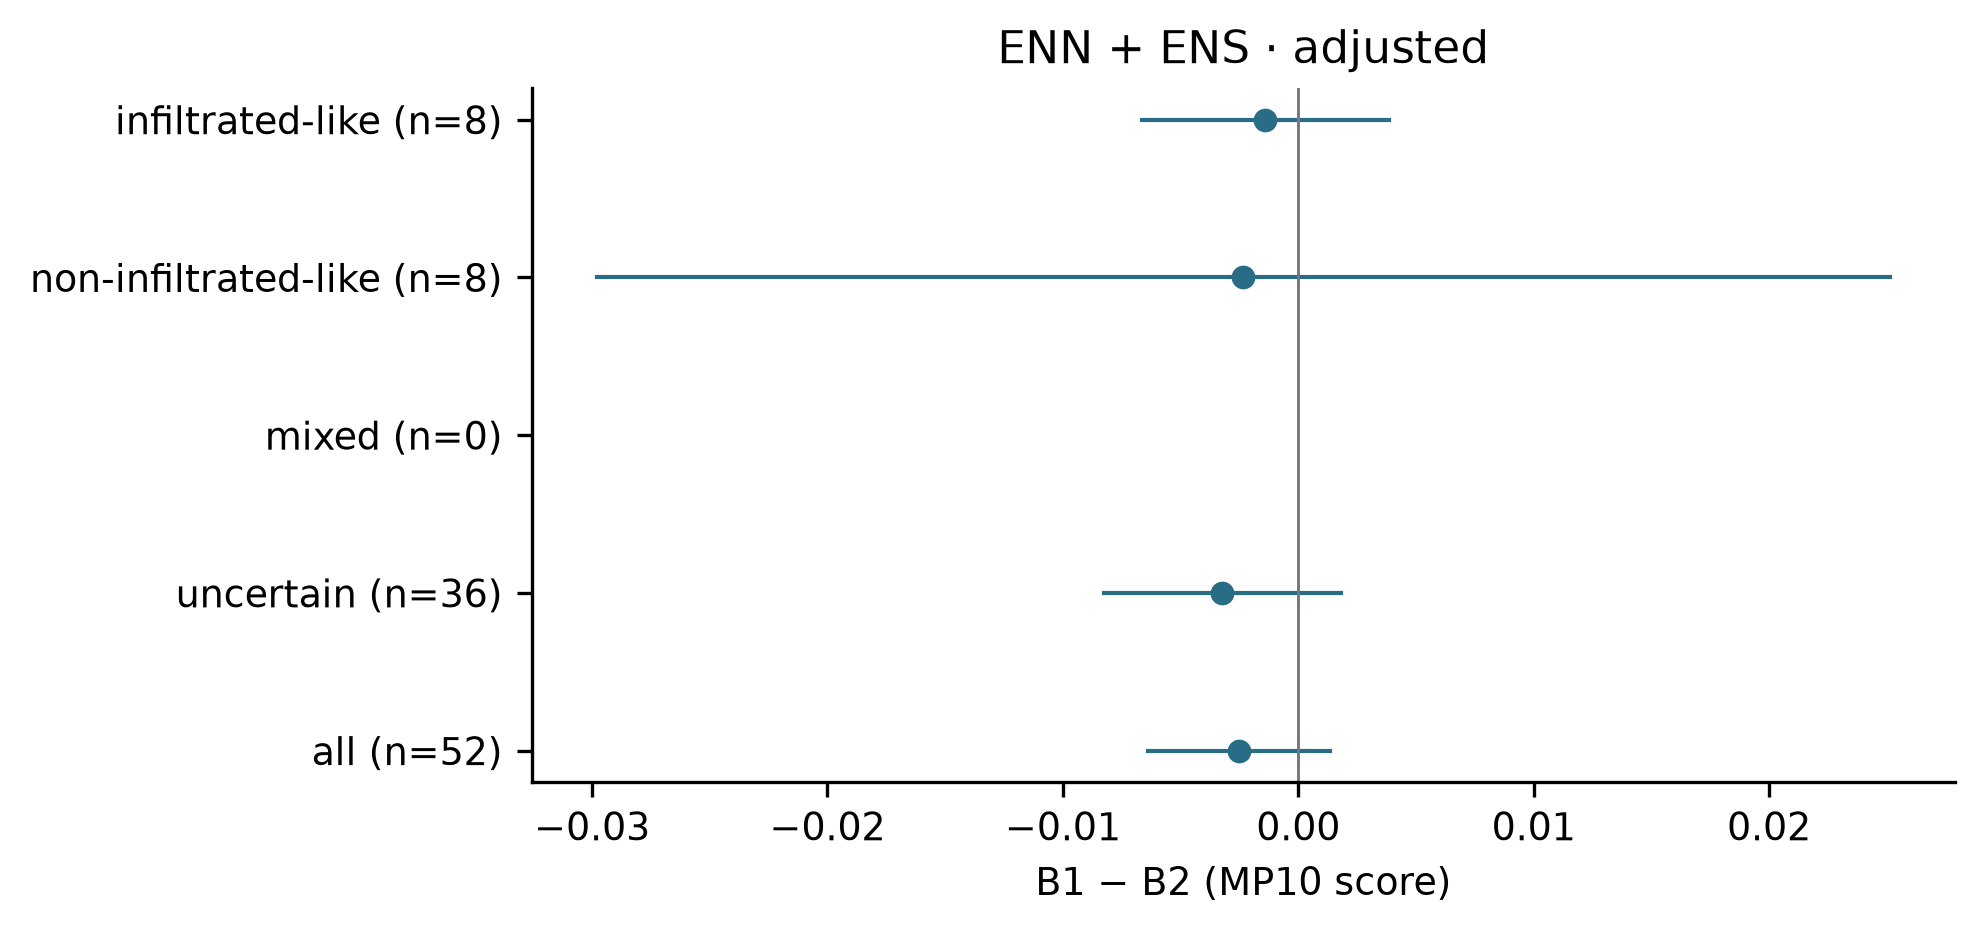 ENN + ENS · adjusted
infiltrated-like (n=8)
non-infiltrated-like (n=8)
mixed (n=0)
uncertain (n=36)
all (n=52)
−0.03 −0.02 −0.01 0.00 0.01 0.02
B1 − B2 (MP10 score)